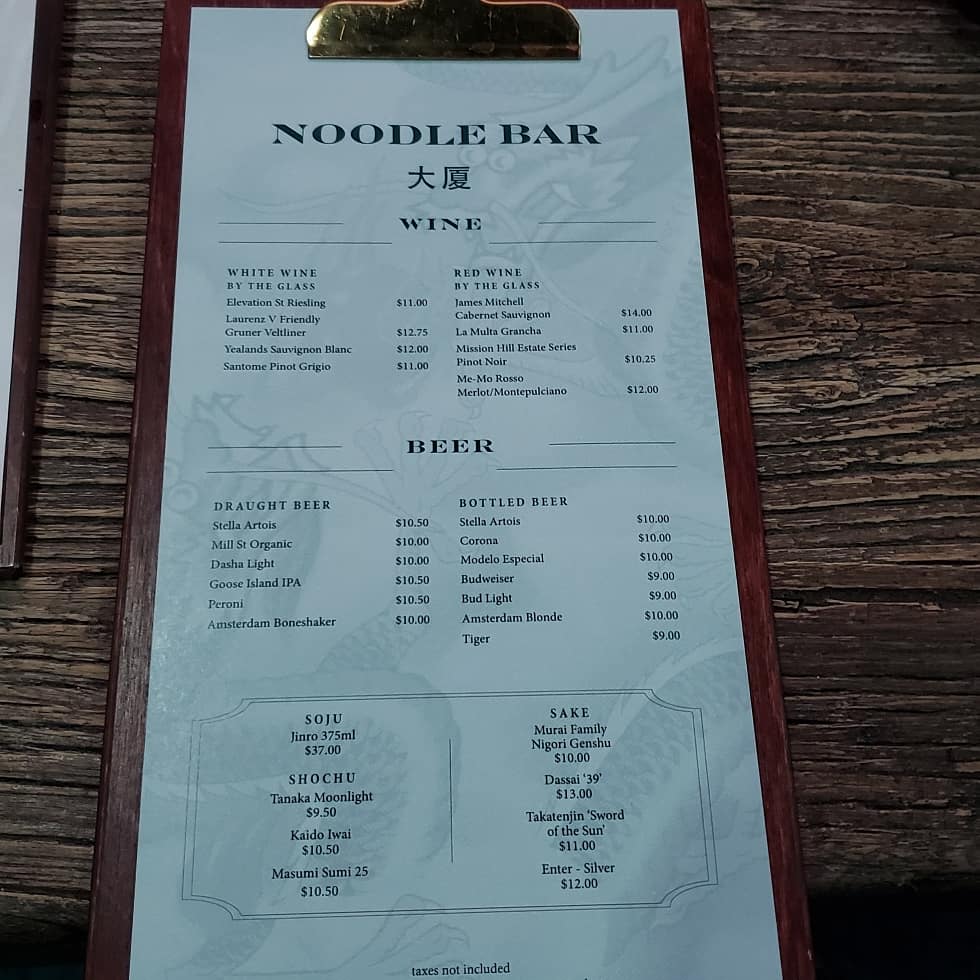 NOODLE BAR
大厦
WINE
WHITE WINE
BY THE GLASS
Elevation St Riesling $11.00
Laurenz V Friendly
Gruner Veltliner $12.75
Yealands Sauvignon Blanc $12.00
Santome Pinot Grigio $11.00
RED WINE
BY THE GLASS
James Mitchell
Cabernet Sauvignon $14.00
La Multa Grancha $11.00
Mission Hill Estate Series
Pinot Noir $10.25
Me-Mo Rosso
Merlot/Montepulciano $12.00
BEER
DRAUGHT BEER
Stella Artois $10.50
Mill St Organic $10.00
Dasha Light $10.00
Goose Island IPA $10.50
Peroni $10.50
Amsterdam Boneshaker $10.00
BOTTLED BEER
Stella Artois $10.00
Corona $10.00
Modelo Especial $10.00
Budweiser $9.00
Bud Light $9.00
Amsterdam Blonde $10.00
Tiger $9.00
SOJU
Jinro 375ml
$37.00
SHOCHU
Tanaka Moonlight
$9.50
Kaido Iwai
$10.50
Masumi Sumi 25
$10.50
SAKE
Murai Family
Nigori Genshu
$10.00
Dassai ‘39’
$13.00
Takatenjin ‘Sword
of the Sun’
$11.00
Enter - Silver
$12.00
taxes not included